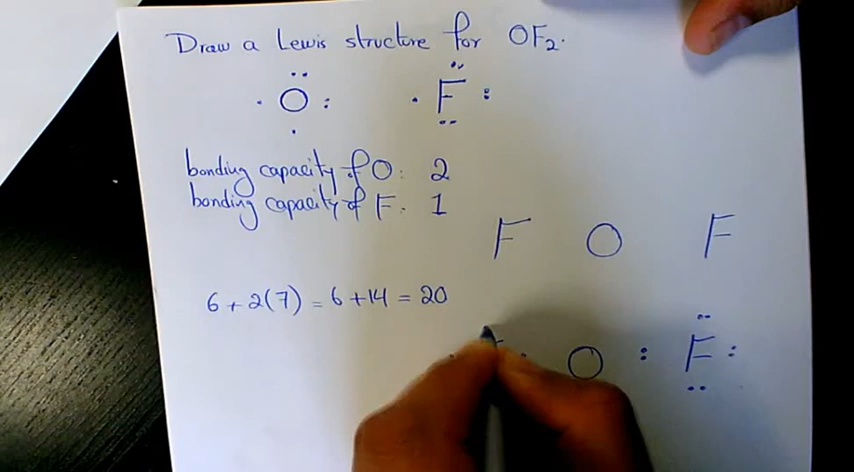 Draw a Lewis structure for OF₂.
O F
bonding capacity of O: 2
bonding capacity of F: 1
F O F
6 + 2(7) = 6 + 14 = 20
O : F :